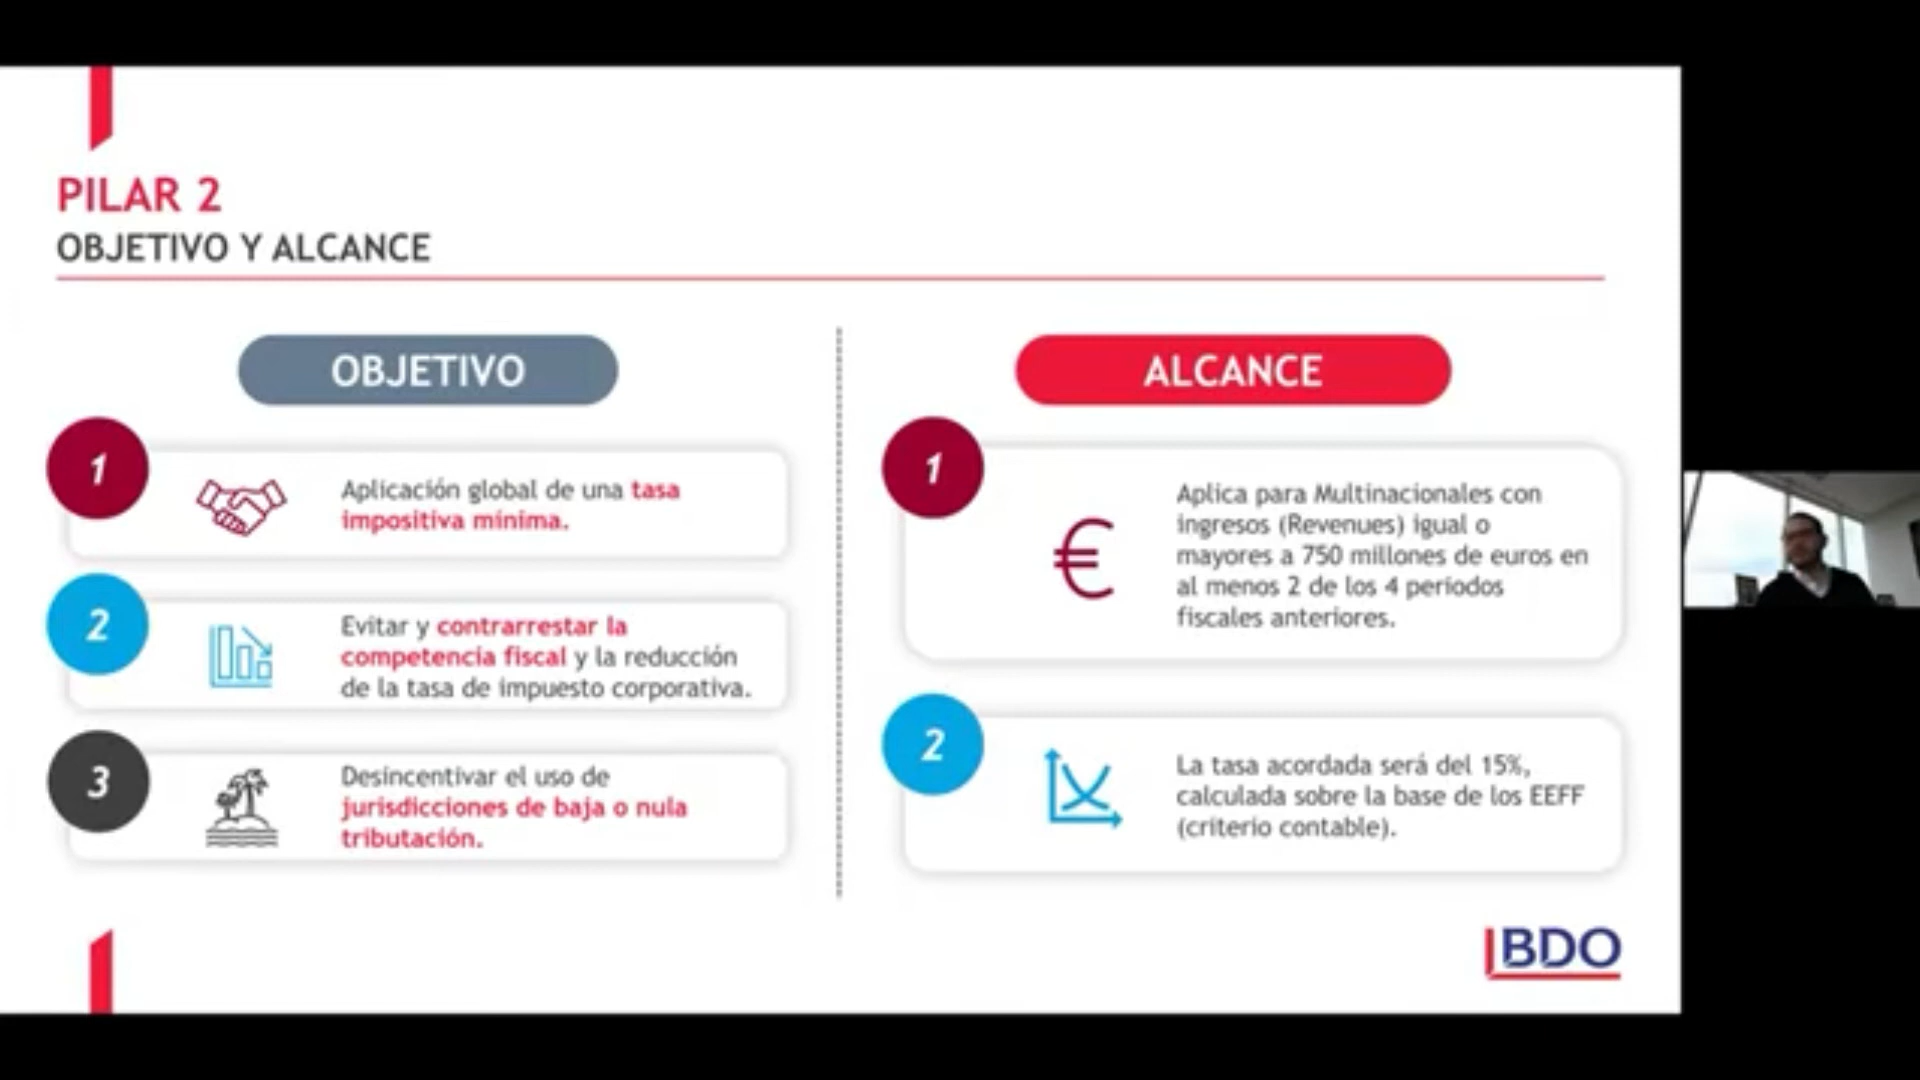 PILAR 2
OBJETIVO Y ALCANCE
OBJETIVO
1
Aplicación global de una tasa
impositiva mínima.
2
Evitar y contrarrestar la
competencia fiscal y la reducción
de la tasa de impuesto corporativa.
3
Desincentivar el uso de
jurisdicciones de baja o nula
tributación.
ALCANCE
1
€
Aplica para Multinacionales con
ingresos (Revenues) igual o
mayores a 750 millones de euros en
al menos 2 de los 4 períodos
fiscales anteriores.
2
La tasa acordada será del 15%,
calculada sobre la base de los EEFF
(criterio contable).
BDO